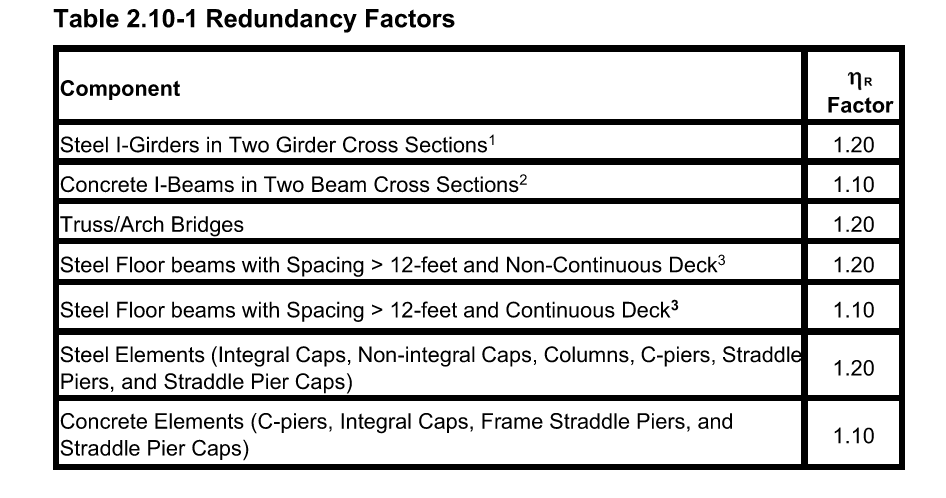 Table 2.10-1 Redundancy Factors
Component
ηR
Factor
Steel I-Girders in Two Girder Cross Sections¹
1.20
Concrete I-Beams in Two Beam Cross Sections²
1.10
Truss/Arch Bridges
1.20
Steel Floor beams with Spacing > 12-feet and Non-Continuous Deck³
1.20
Steel Floor beams with Spacing > 12-feet and Continuous Deck³
1.10
Steel Elements (Integral Caps, Non-integral Caps, Columns, C-piers, Straddle
Piers, and Straddle Pier Caps)
1.20
Concrete Elements (C-piers, Integral Caps, Frame Straddle Piers, and
Straddle Pier Caps)
1.10